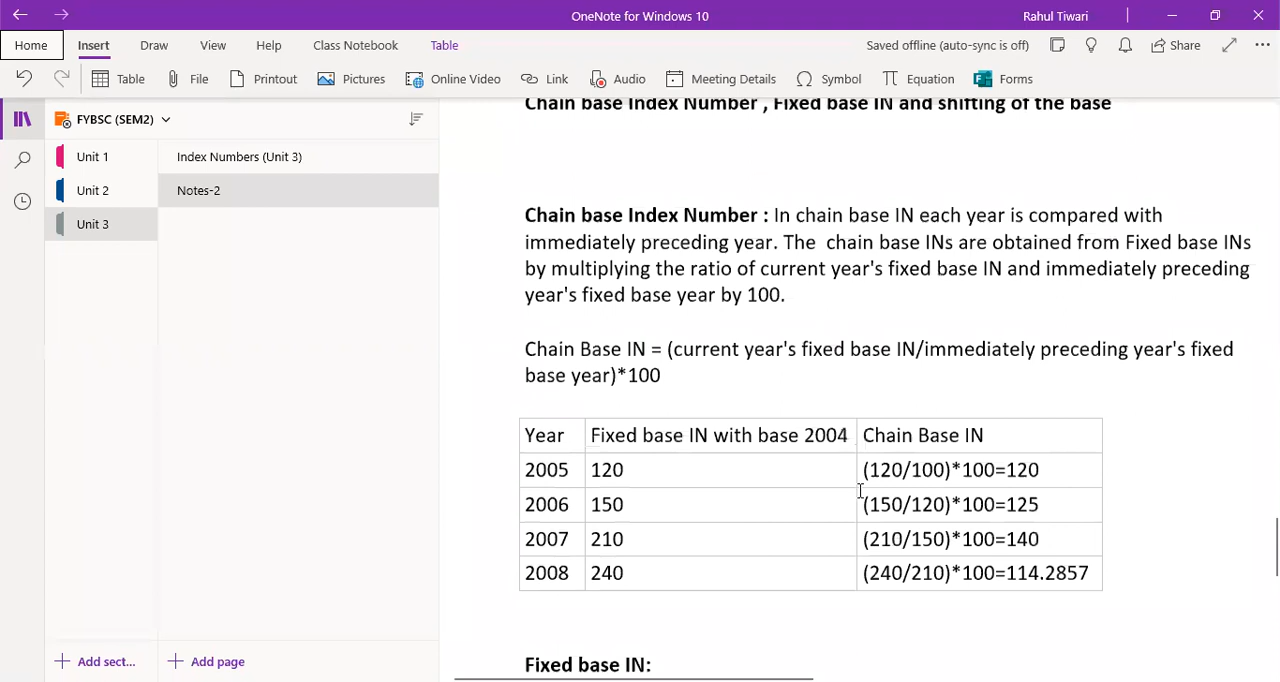 OneNote for Windows 10
Rahul Tiwari
Home Insert Draw View Help Class Notebook Table
Saved offline (auto-sync is off) Share
Table File Printout Pictures Online Video Link Audio Meeting Details Symbol Equation Forms
FYBSC (SEM2)
Unit 1
Unit 2
Unit 3
Index Numbers (Unit 3)
Notes-2
Chain base Index Number , Fixed base IN and shifting of the base
Chain base Index Number : In chain base IN each year is compared with
immediately preceding year. The chain base INs are obtained from Fixed base INs
by multiplying the ratio of current year's fixed base IN and immediately preceding
year's fixed base year by 100.
Chain Base IN = (current year's fixed base IN/immediately preceding year's fixed
base year)*100
Year Fixed base IN with base 2004 Chain Base IN
2005 120 (120/100)*100=120
2006 150 (150/120)*100=125
2007 210 (210/150)*100=140
2008 240 (240/210)*100=114.2857
Fixed base IN:
Add sect... Add page